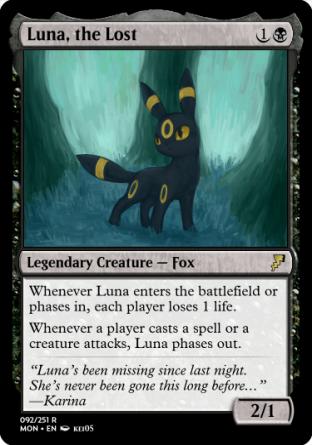 Luna, the Lost 1
Legendary Creature — Fox
Whenever Luna enters the battlefield or
phases in, each player loses 1 life.
Whenever a player casts a spell or a
creature attacks, Luna phases out.
“Luna’s been missing since last night.
She’s never been gone this long before…”
—Karina
2/1
092/251 R
MON • EN KEI05